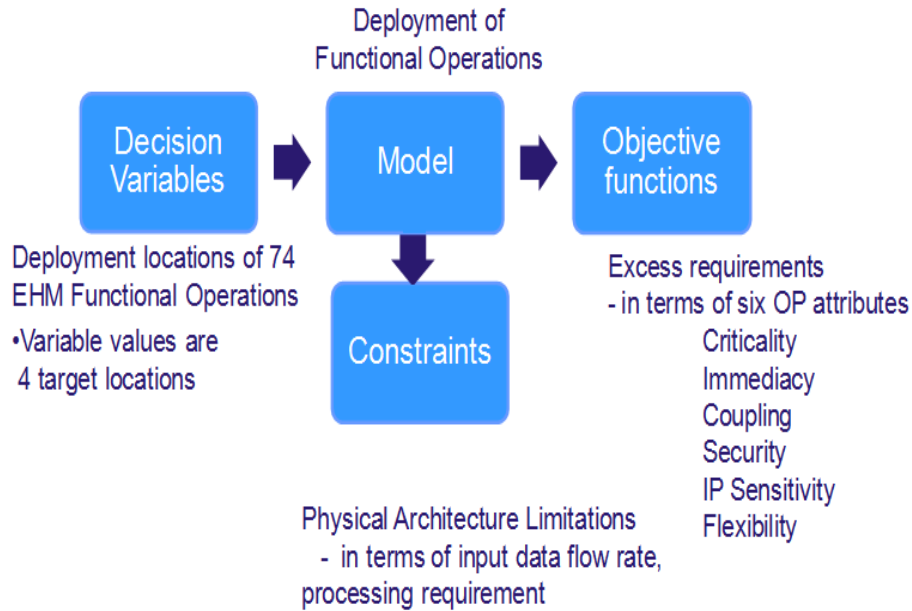 Deployment of
Functional Operations
Decision
Variables
Model
Objective
functions
Deployment locations of 74
EHM Functional Operations
•Variable values are
4 target locations
Constraints
Excess requirements
- in terms of six OP attributes
Criticality
Immediacy
Coupling
Security
IP Sensitivity
Flexibility
Physical Architecture Limitations
- in terms of input data flow rate,
processing requirement